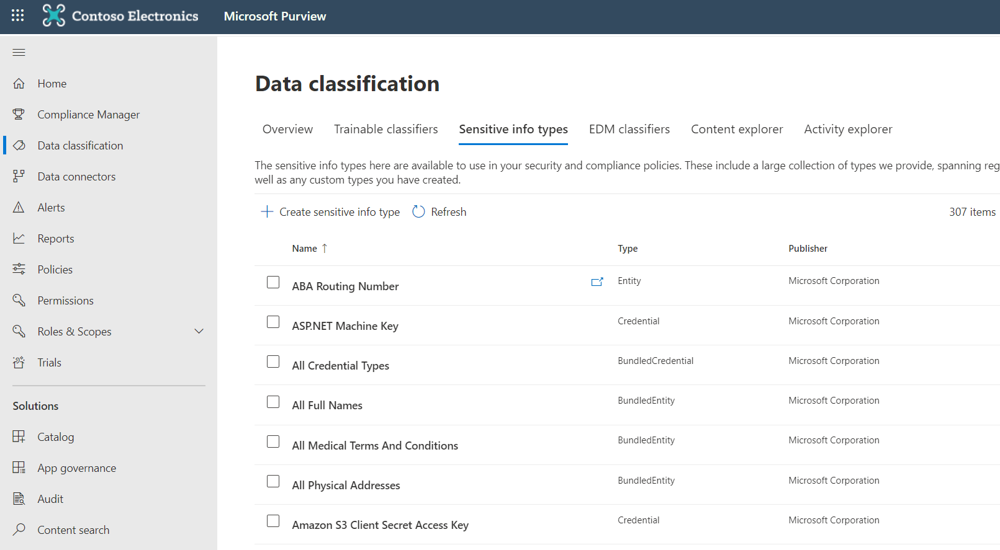 Contoso Electronics
Microsoft Purview
Home
Compliance Manager
Data classification
Data connectors
Alerts
Reports
Policies
Permissions
Roles & Scopes
Trials
Solutions
Catalog
App governance
Audit
Content search
Data classification
Overview Trainable classifiers Sensitive info types EDM classifiers Content explorer Activity explorer
The sensitive info types here are available to use in your security and compliance policies. These include a large collection of types we provide, spanning reg
well as any custom types you have created.
Create sensitive info type Refresh 307 items
Name ↑ Type Publisher
ABA Routing Number Entity Microsoft Corporation
ASP.NET Machine Key Credential Microsoft Corporation
All Credential Types BundledCredential Microsoft Corporation
All Full Names BundledEntity Microsoft Corporation
All Medical Terms And Conditions BundledEntity Microsoft Corporation
All Physical Addresses BundledEntity Microsoft Corporation
Amazon S3 Client Secret Access Key Credential Microsoft Corporation